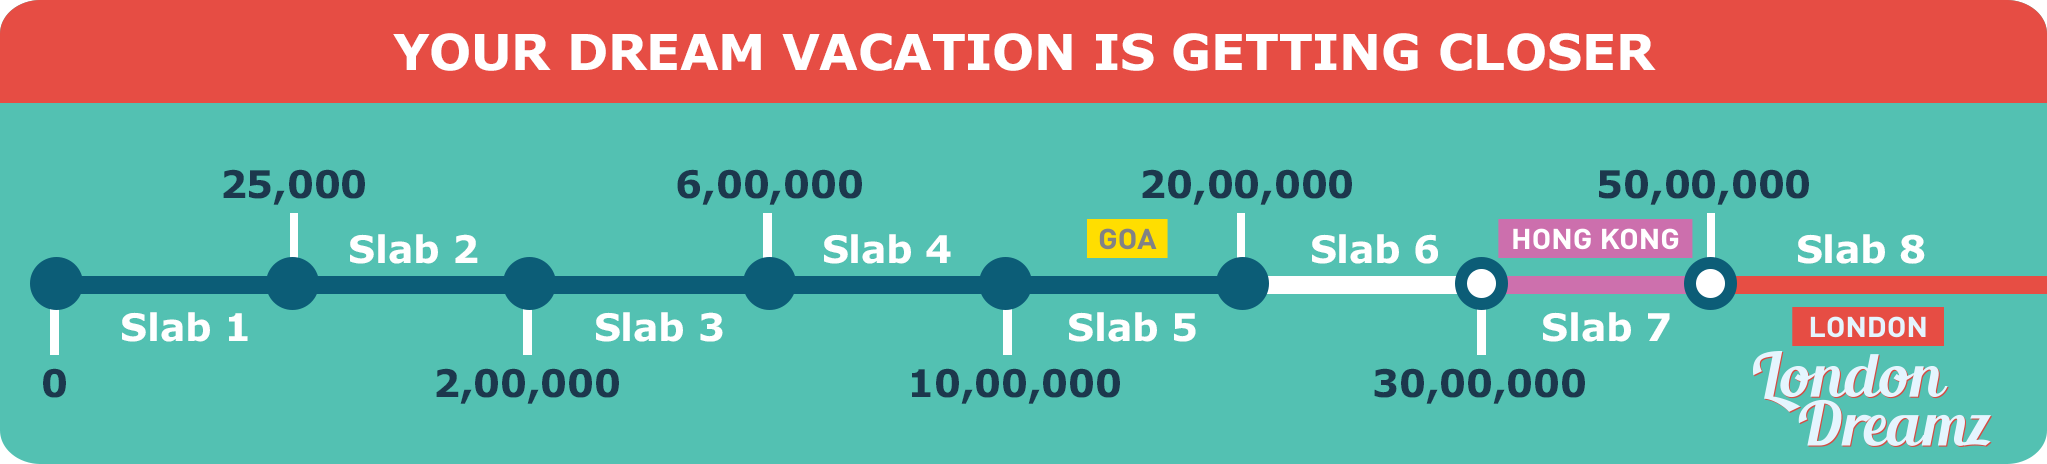 YOUR DREAM VACATION IS GETTING CLOSER
25,000 6,00,000 20,00,000 50,00,000
Slab 2 Slab 4 GOA Slab 6 HONG KONG Slab 8
Slab 1 Slab 3 Slab 5 Slab 7 LONDON
0 2,00,000 10,00,000 30,00,000
London
Dreamz